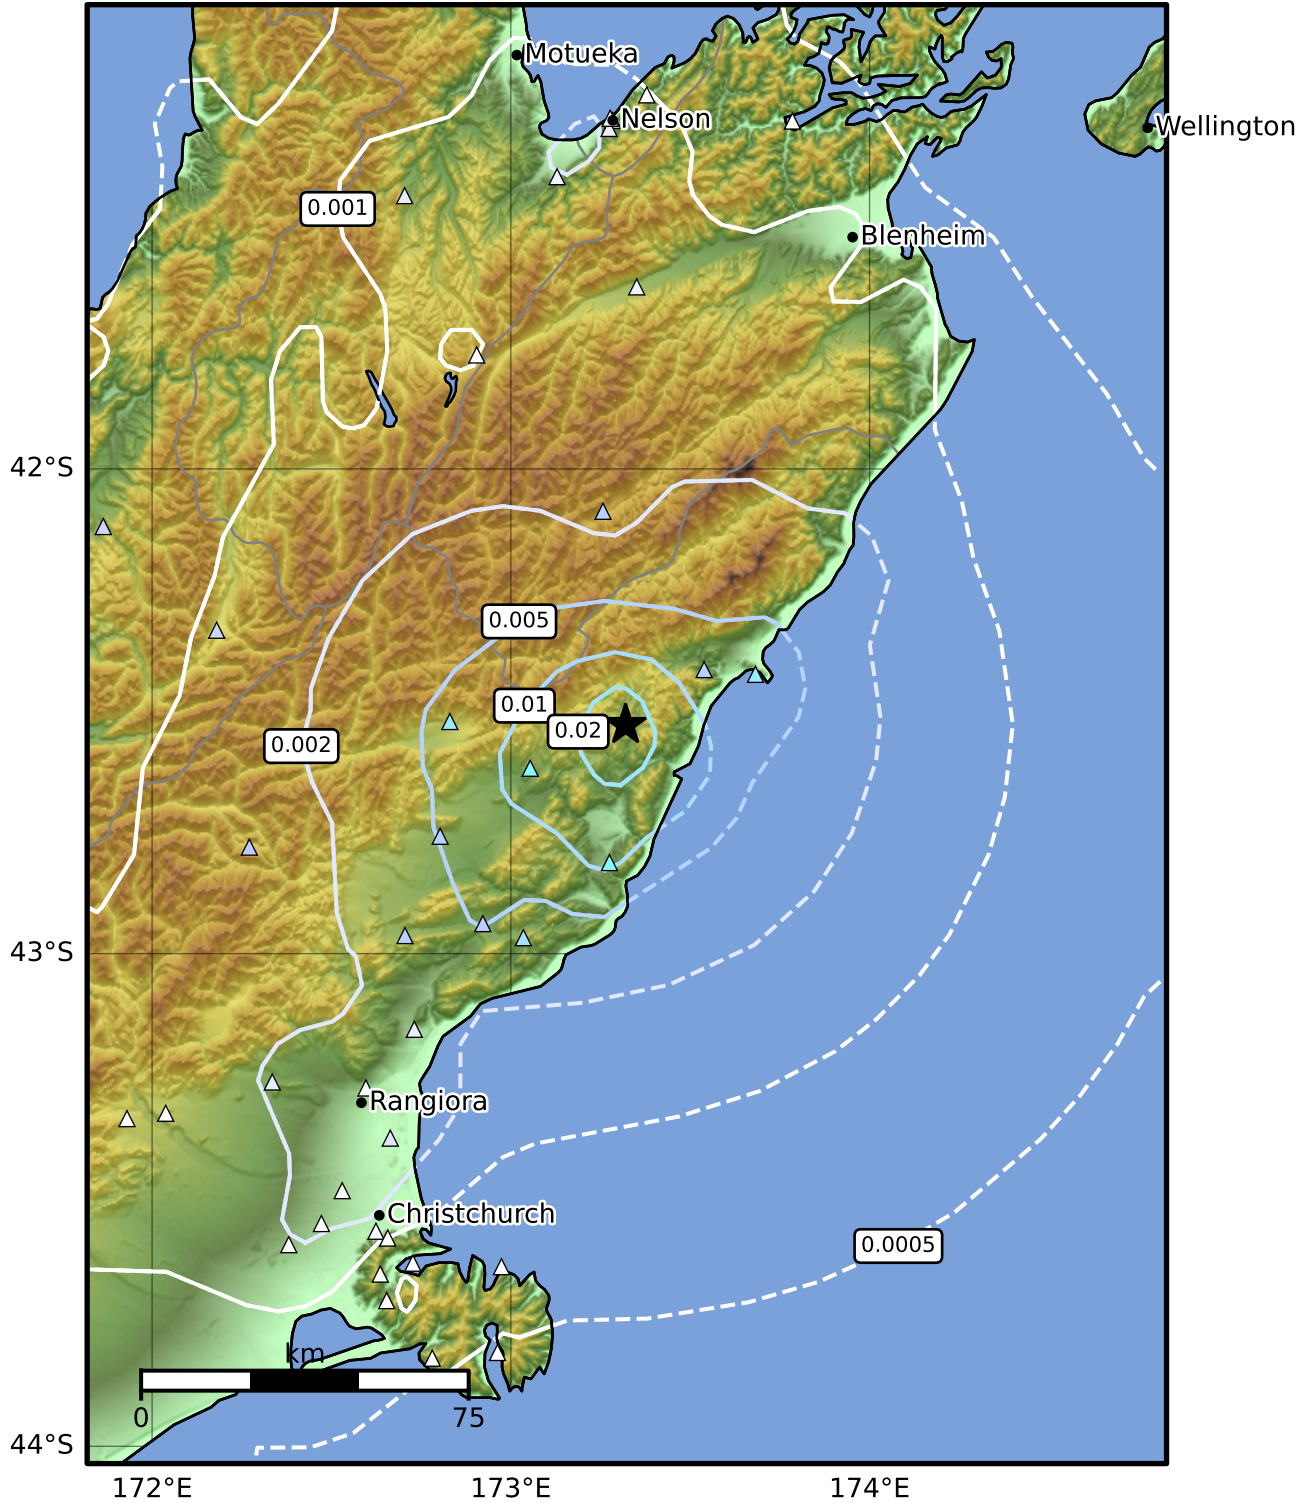 Motueka
Nelson
Wellington
0.001
Blenheim
42°S
0.005
0.01
0.02
0.002
43°S
Rangiora
Christchurch
0.0005
km
0
75
44°S
172°E
173°E
174°E